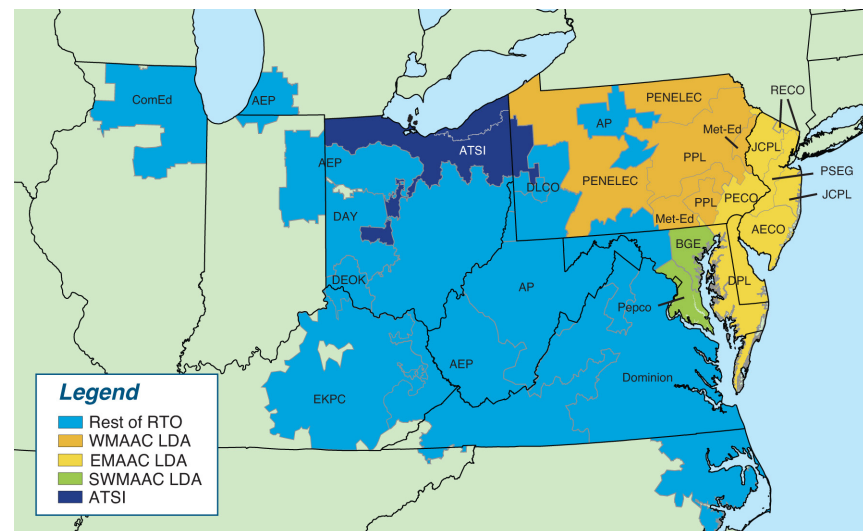 RECO
ComEd
AEP
PENELEC
AP
Met-Ed
JCPL
ATSI
AEP
PPL
PSEG
PENELEC
DLCO
PECO
JCPL
PPL
DAY
Met-Ed
AECO
BGE
DEOK
DPL
AP
Pepco
AEP
Dominion
EKPC
Legend
Rest of RTO
WMAAC LDA
EMAAC LDA
SWMAAC LDA
ATSI